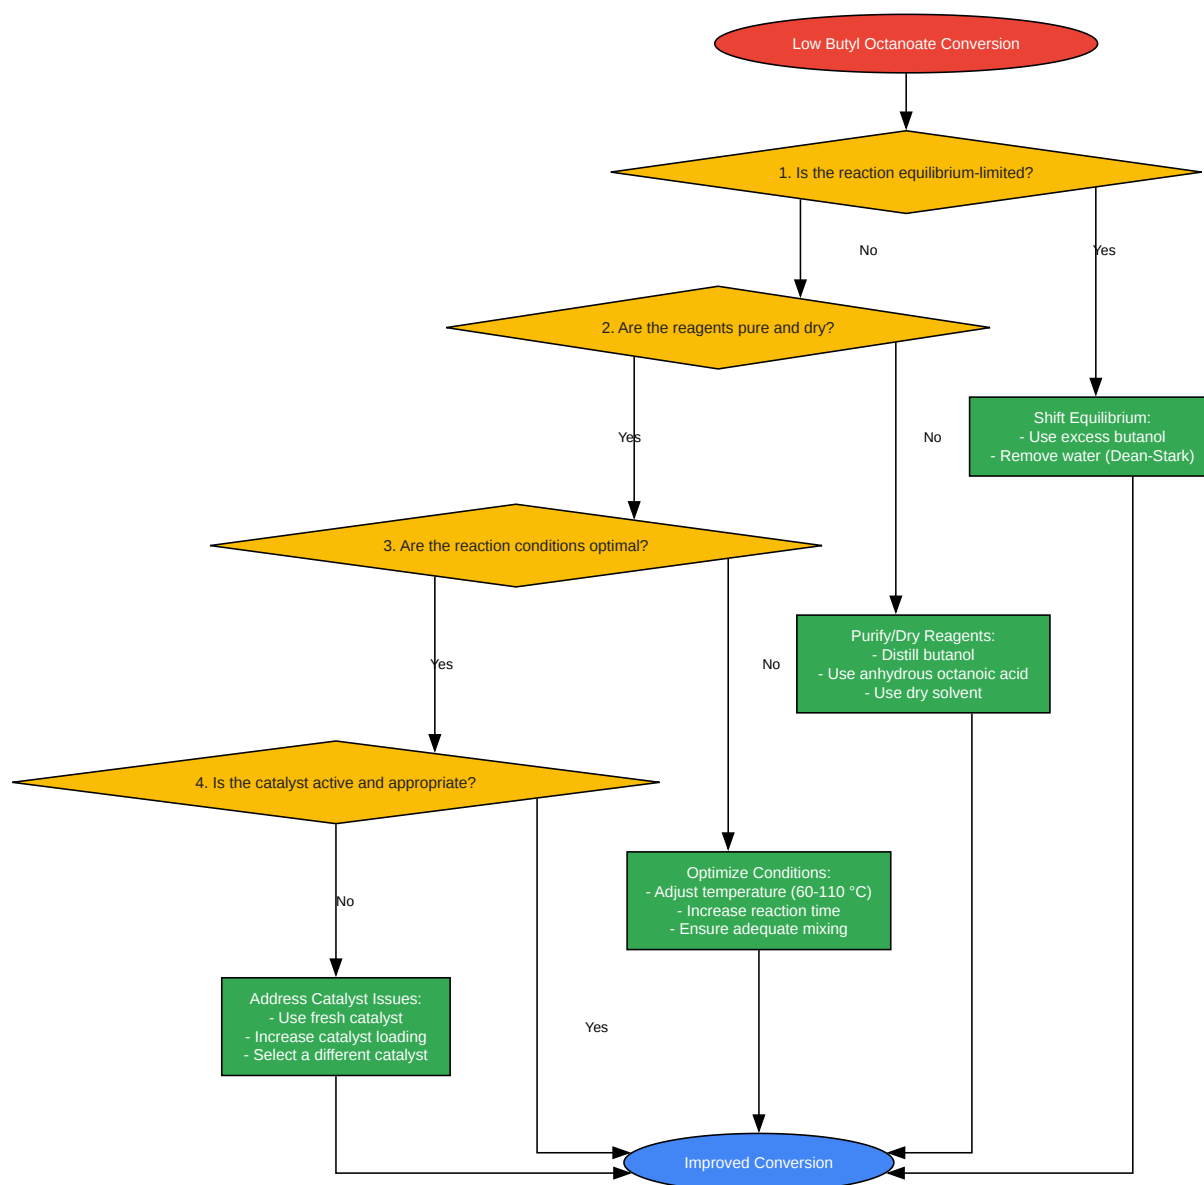 Low Butyl Octanoate Conversion
1. Is the reaction equilibrium-limited?
No
Yes
2. Are the reagents pure and dry?
Shift Equilibrium:
- Use excess butanol
- Remove water (Dean-Stark)
Yes
No
3. Are the reaction conditions optimal?
Purify/Dry Reagents:
- Distill butanol
- Use anhydrous octanoic acid
- Use dry solvent
Yes
No
4. Is the catalyst active and appropriate?
Optimize Conditions:
- Adjust temperature (60-110 °C)
- Increase reaction time
- Ensure adequate mixing
No
Address Catalyst Issues:
- Use fresh catalyst
- Increase catalyst loading
- Select a different catalyst
Yes
Improved Conversion